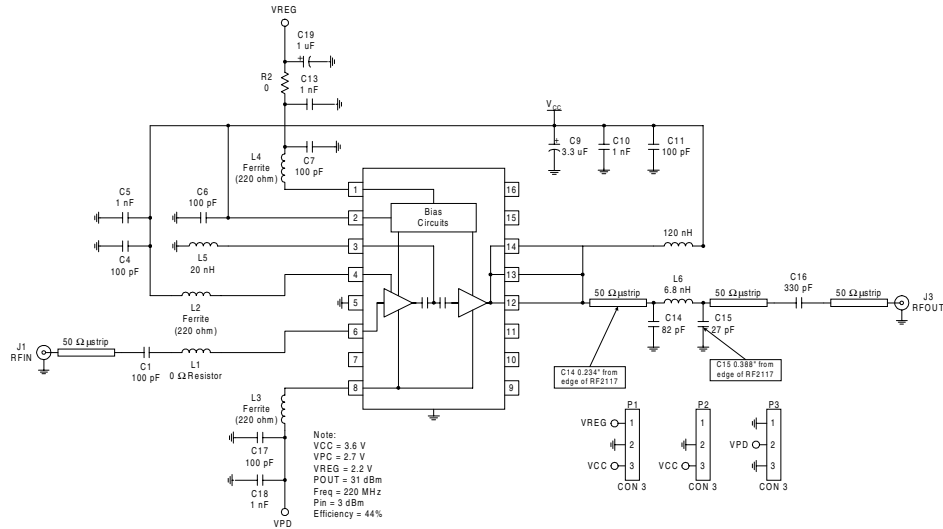 VREG
C19
1 uF
+
R2
0
C13
1 nF
V_CC
C9
3.3 uF
+
C10
1 nF
C11
100 pF
L4
Ferrite
(220 ohm)
C7
100 pF
C5
1 nF
C6
100 pF
C4
100 pF
L5
20 nH
L2
Ferrite
(220 ohm)
J1
RFIN
50 Ω µstrip
C1
100 pF
L1
0 Ω Resistor
L3
Ferrite
(220 ohm)
C17
100 pF
C18
1 nF
VPD
1
2
3
4
5
6
7
8
Bias
Circuits
16
15
14
13
12
11
10
9
120 nH
50 Ω µstrip
L6
6.8 nH
50 Ω µstrip
C16
330 pF
50 Ω µstrip
J3
RFOUT
C14
82 pF
C15
27 pF
C14 0.234" from
edge of RF2117
C15 0.388" from
edge of RF2117
Note:
VCC = 3.6 V
VPC = 2.7 V
VREG = 2.2 V
POUT = 31 dBm
Freq = 220 MHz
Pin = 3 dBm
Efficiency = 44%
P1
VREG 1
2
VCC 3
CON 3
P2
1
2
VCC 3
CON 3
P3
1
VPD 2
3
CON 3